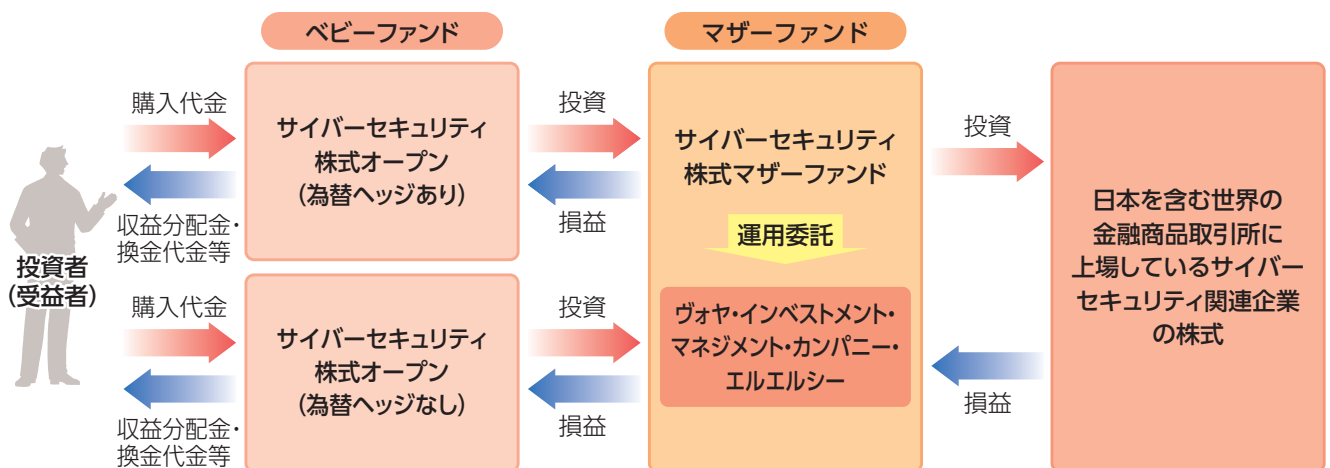 ベビーファンド
マザーファンド
投資者
(受益者)
購入代金
収益分配金・
換金代金等
サイバーセキュリティ
株式オープン
(為替ヘッジあり)
投資
損益
購入代金
収益分配金・
換金代金等
サイバーセキュリティ
株式オープン
(為替ヘッジなし)
投資
損益
サイバーセキュリティ
株式マザーファンド
運用委託
ヴォヤ・インベストメント・
マネジメント・カンパニー・
エルエルシー
投資
損益
日本を含む世界の
金融商品取引所に
上場しているサイバー
セキュリティ関連企業
の株式